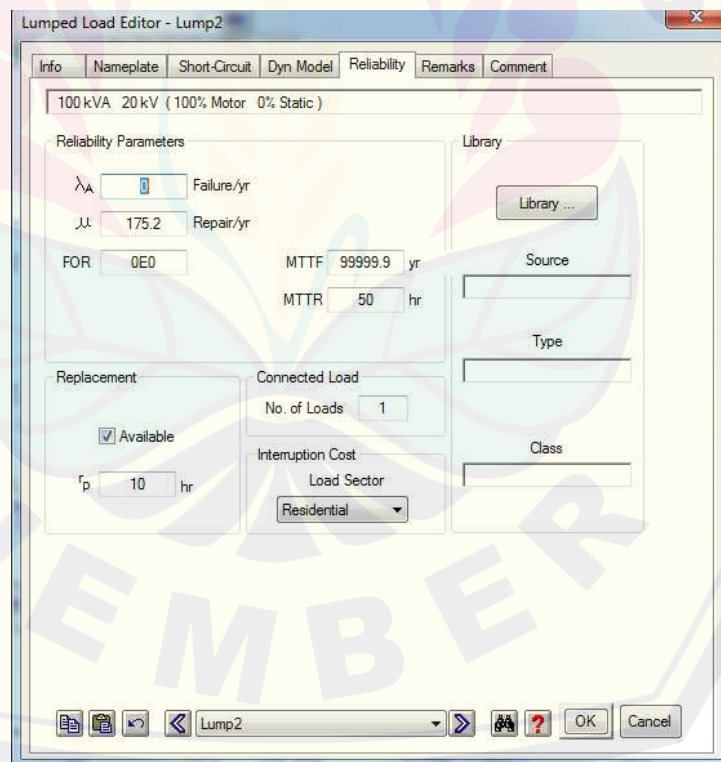 Lumped Load Editor - Lump2
Info Nameplate Short-Circuit Dyn Model Reliability Remarks Comment
100 kVA 20 kV ( 100% Motor 0% Static )
Reliability Parameters
λA 0 Failure/yr
μ 175.2 Repair/yr
FOR 0E0 MTTF 99999.9 yr
MTTR 50 hr
Library
Library ...
Source
Type
Class
Replacement
Available
rp 10 hr
Connected Load
No. of Loads 1
Interruption Cost
Load Sector
Residential
EMBER
Lump2 ? OK Cancel